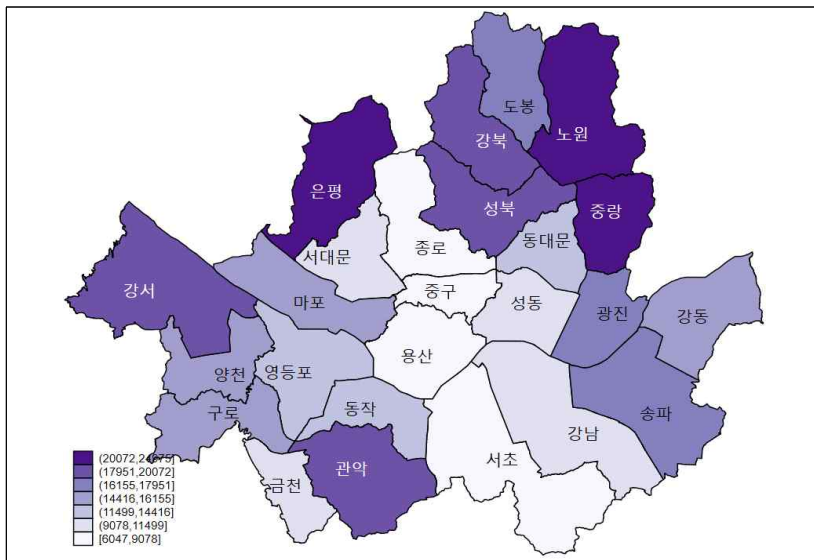 도봉
노원
강북
은평
성북
중랑
서대문
종로
동대문
강서
마포
중구
성동
광진
강동
양천
영등포
용산
구로
동작
송파
강남
관악
서초
금천
(20072,24675]
(17951,20072]
(16155,17951]
(14416,16155]
(11499,14416]
(9078,11499]
[6047,9078]